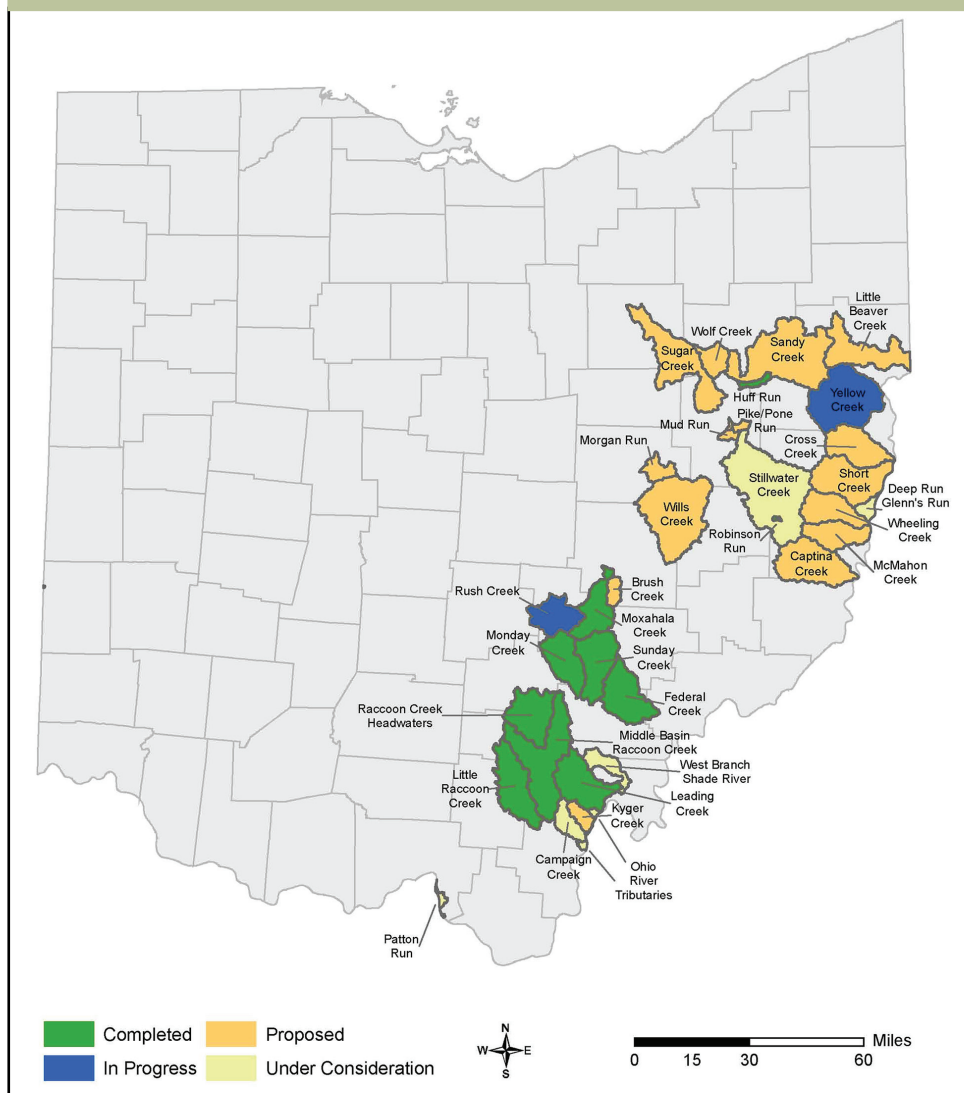 Little
Beaver
Creek
Wolf Creek
Sandy
Creek
Sugar
Creek
Huff Run
Yellow
Creek
Pike/Pone
Run
Mud Run
Morgan Run
Cross
Creek
Short
Creek
Stillwater
Creek
Deep Run
Glenn's Run
Wills
Creek
Wheeling
Creek
Robinson
Run
Captina
Creek
McMahon
Creek
Rush Creek
Brush
Creek
Moxahala
Creek
Monday
Creek
Sunday
Creek
Federal
Creek
Raccoon Creek
Headwaters
Middle Basin
Raccoon Creek
West Branch
Shade River
Little
Raccoon
Creek
Leading
Creek
Kyger
Creek
Campaign
Creek
Ohio
River
Tributaries
Patton
Run
Completed
Proposed
In Progress
Under Consideration
N
W E
S
Miles
0 15 30 60